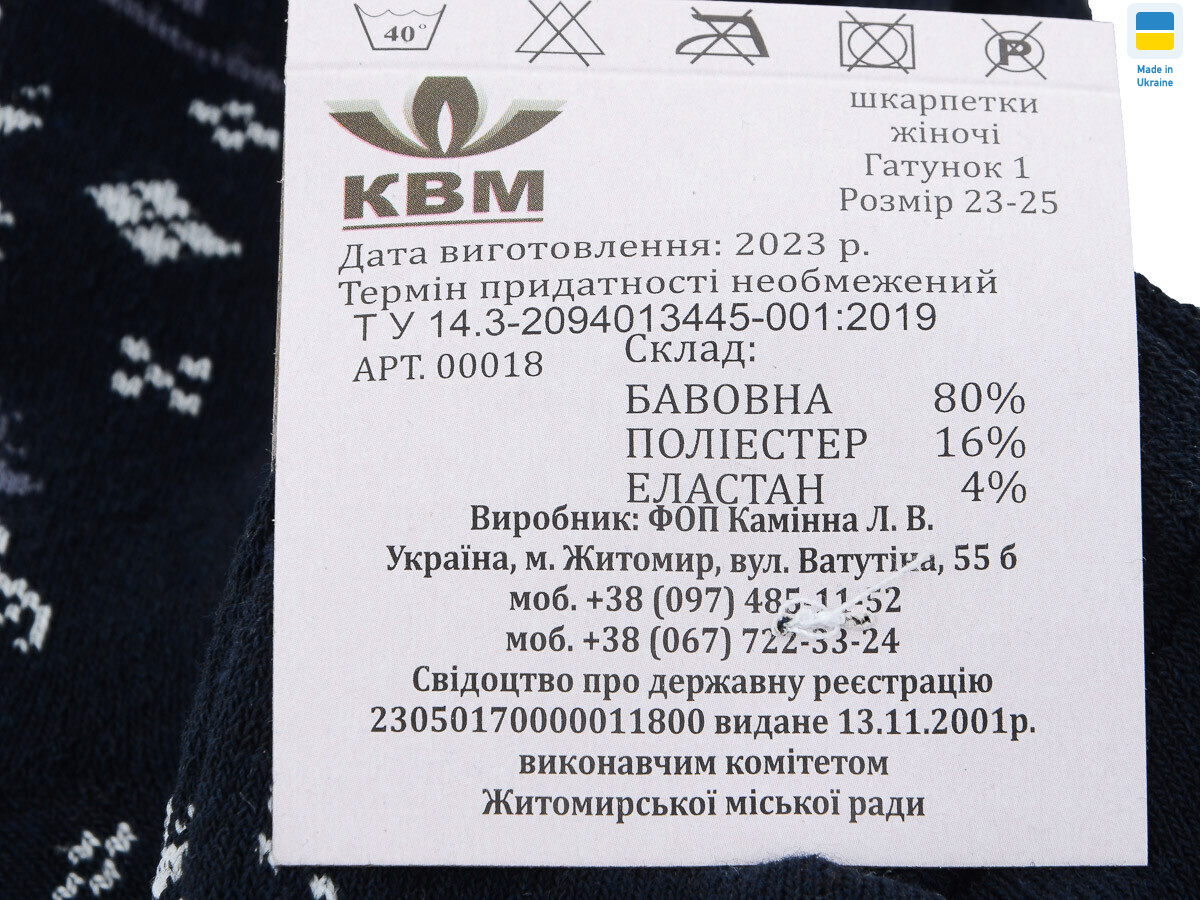 40°
P
Made in
Ukraine
шкарпетки
жіночі
Гатунок 1
Розмір 23-25
КВМ
Дата виготовлення: 2023 р.
Термін придатності необмежений
Т У 14.3-2094013445-001:2019
АРТ. 00018
Склад:
БАВОВНА 80%
ПОЛІЕСТЕР 16%
ЕЛАСТАН 4%
Виробник: ФОП Камінна Л. В.
Україна, м. Житомир, вул. Ватутіна, 55 б
моб. +38 (097) 485-11-52
моб. +38 (067) 722-33-24
Свідоцтво про державну реєстрацію
23050170000011800 видане 13.11.2001р.
виконавчим комітетом
Житомирської міської ради